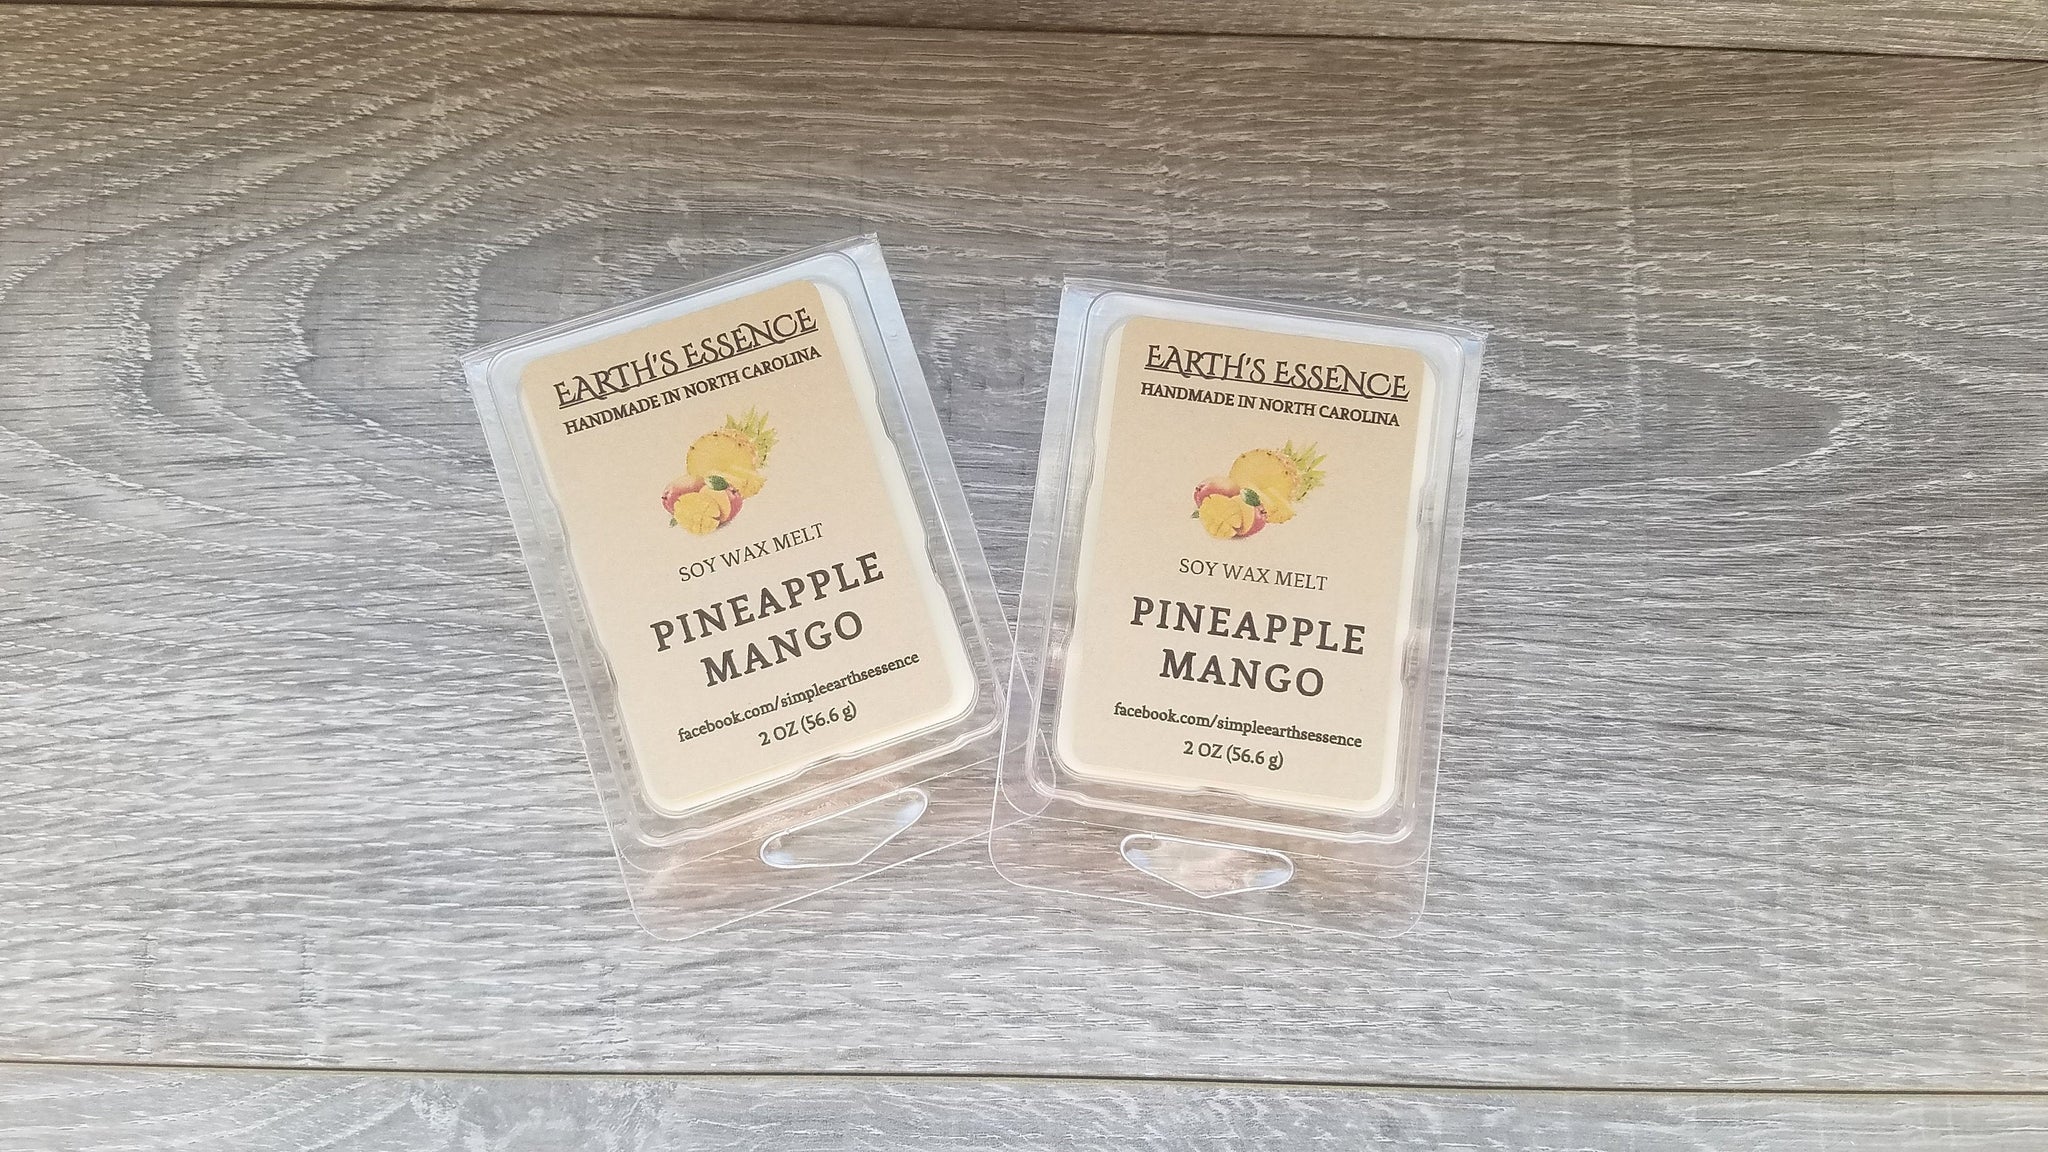 EARTH'S ESSENCE
HANDMADE IN NORTH CAROLINA
SOY WAX MELT
PINEAPPLE
MANGO
facebook.com/simpleearthsessence
2 OZ (56.6 g)
EARTH'S ESSENCE
HANDMADE IN NORTH CAROLINA
SOY WAX MELT
PINEAPPLE
MANGO
facebook.com/simpleearthsessence
2 OZ (56.6 g)